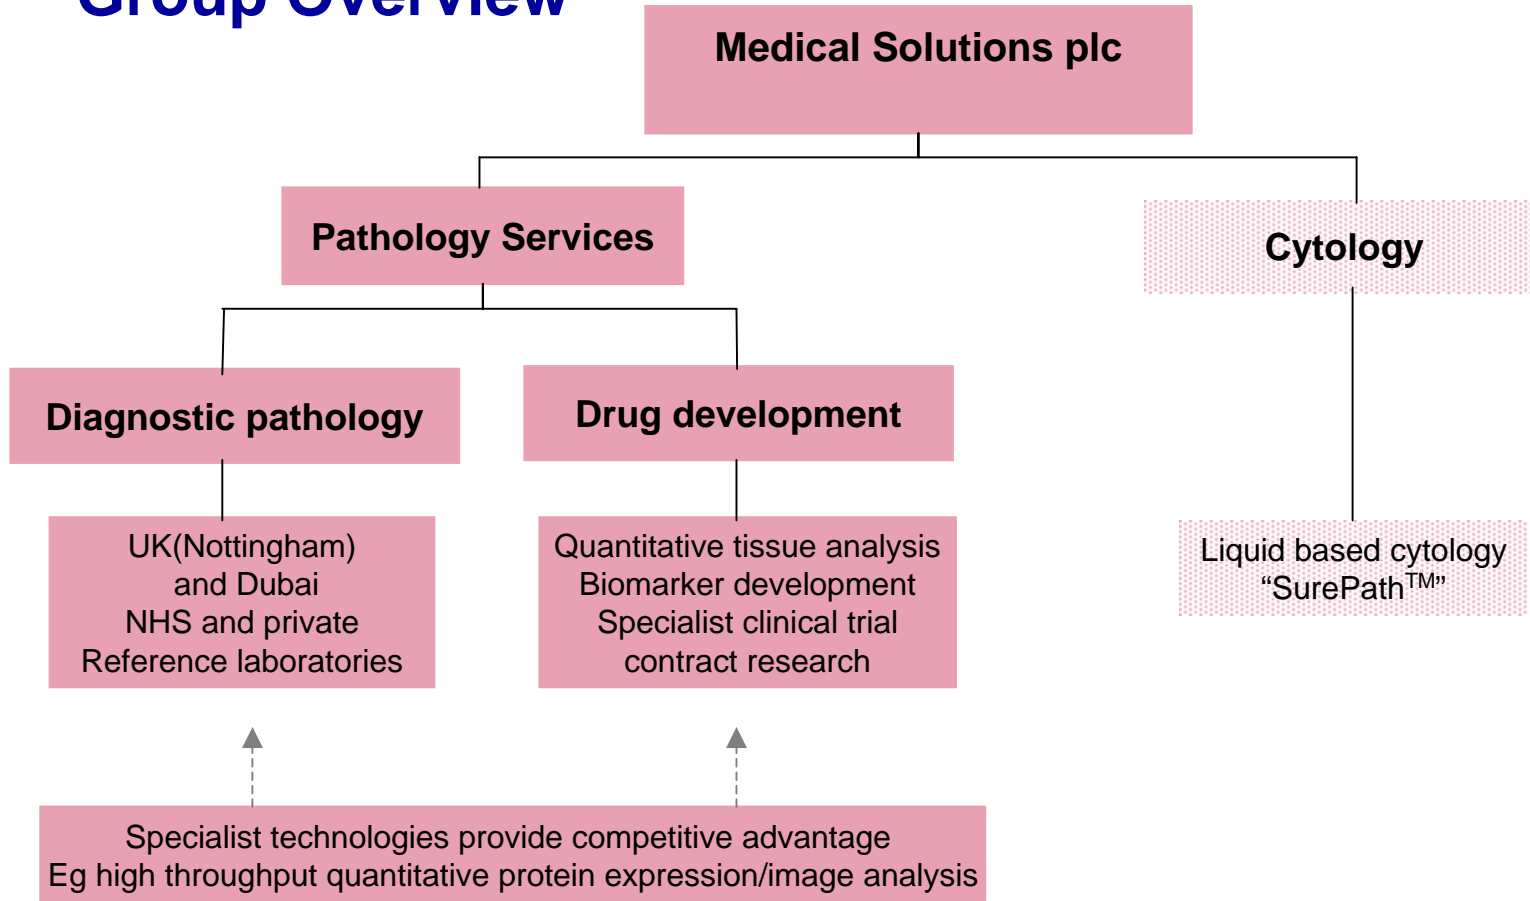 Group Overview
Medical Solutions plc
Pathology Services
Cytology
Diagnostic pathology
Drug development
UK(Nottingham)
and Dubai
NHS and private
Reference laboratories
Quantitative tissue analysis
Biomarker development
Specialist clinical trial
contract research
Liquid based cytology
“SurePath™”
Specialist technologies provide competitive advantage
Eg high throughput quantitative protein expression/image analysis